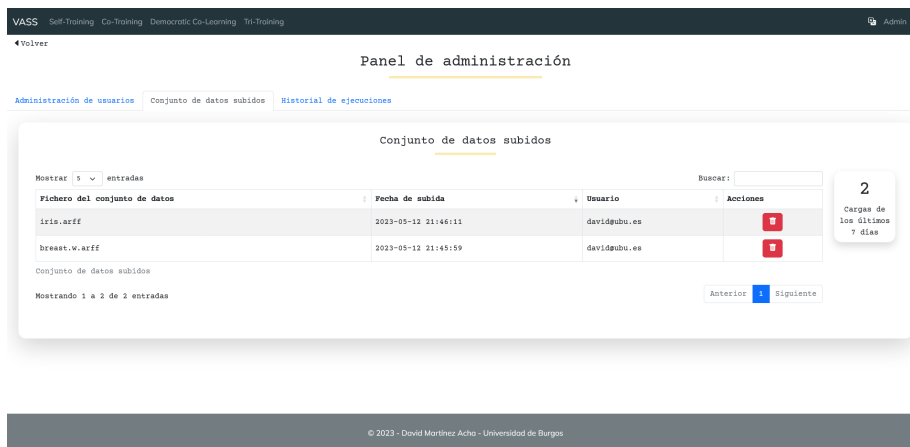 VASS Self-Training Co-Training Democratic Co-Learning Tri-Training Admin
Volver
Panel de administración
Administración de usuarios Conjunto de datos subidos Historial de ejecuciones
Conjunto de datos subidos
Mostrar 5 entradas Buscar:
Fichero del conjunto de datos Fecha de subida Usuario Acciones
iris.arff 2023-05-12 21:46:11 david@ubu.es
breast.w.arff 2023-05-12 21:45:59 david@ubu.es
Conjunto de datos subidos
Mostrando 1 a 2 de 2 entradas
Anterior 1 Siguiente
2
Cargas de
los últimos
7 días
© 2023 - David Martínez Acha - Universidad de Burgos